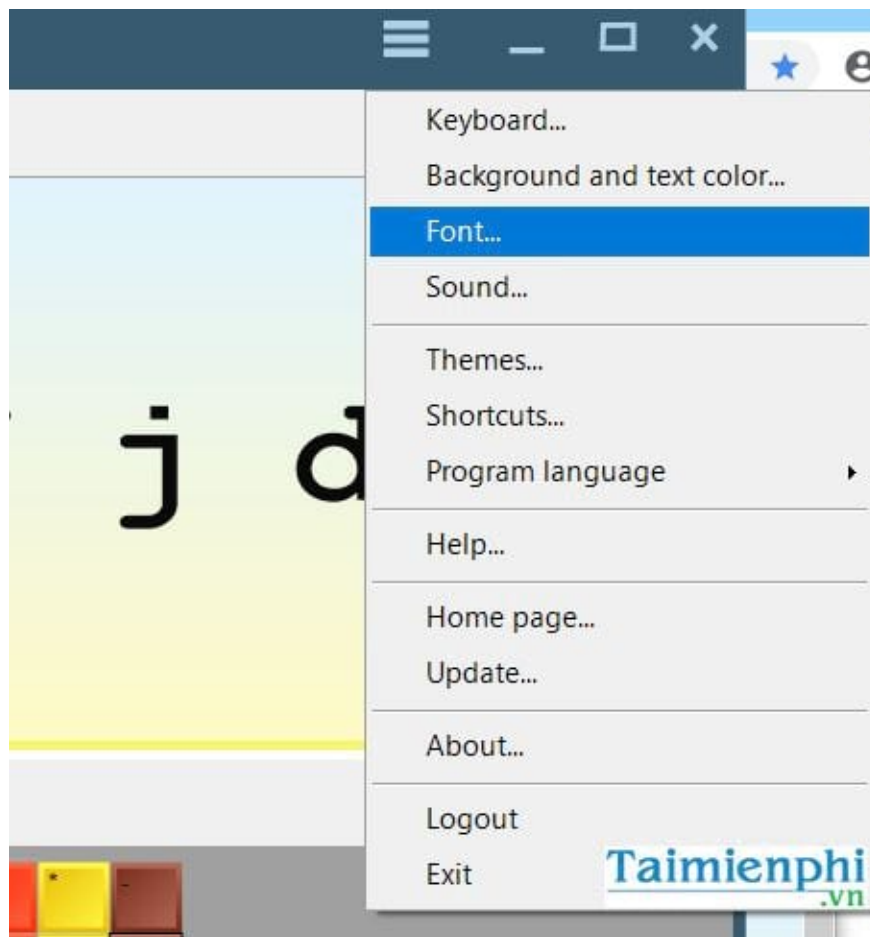 Keyboard...
Background and text color...
Font...
Sound...
Themes...
Shortcuts...
j d
Program language
Help...
Home page...
Update...
About...
Logout
Exit
Taimienphi
.vn
* -